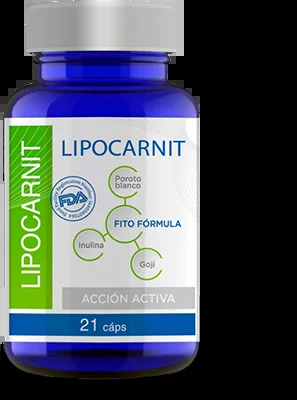 LIPOCARNIT
LIPOCARNIT
Poroto
blanco
FDA
FITO FÓRMULA
Inulina
Goji
ACCIÓN ACTIVA
21 cáps